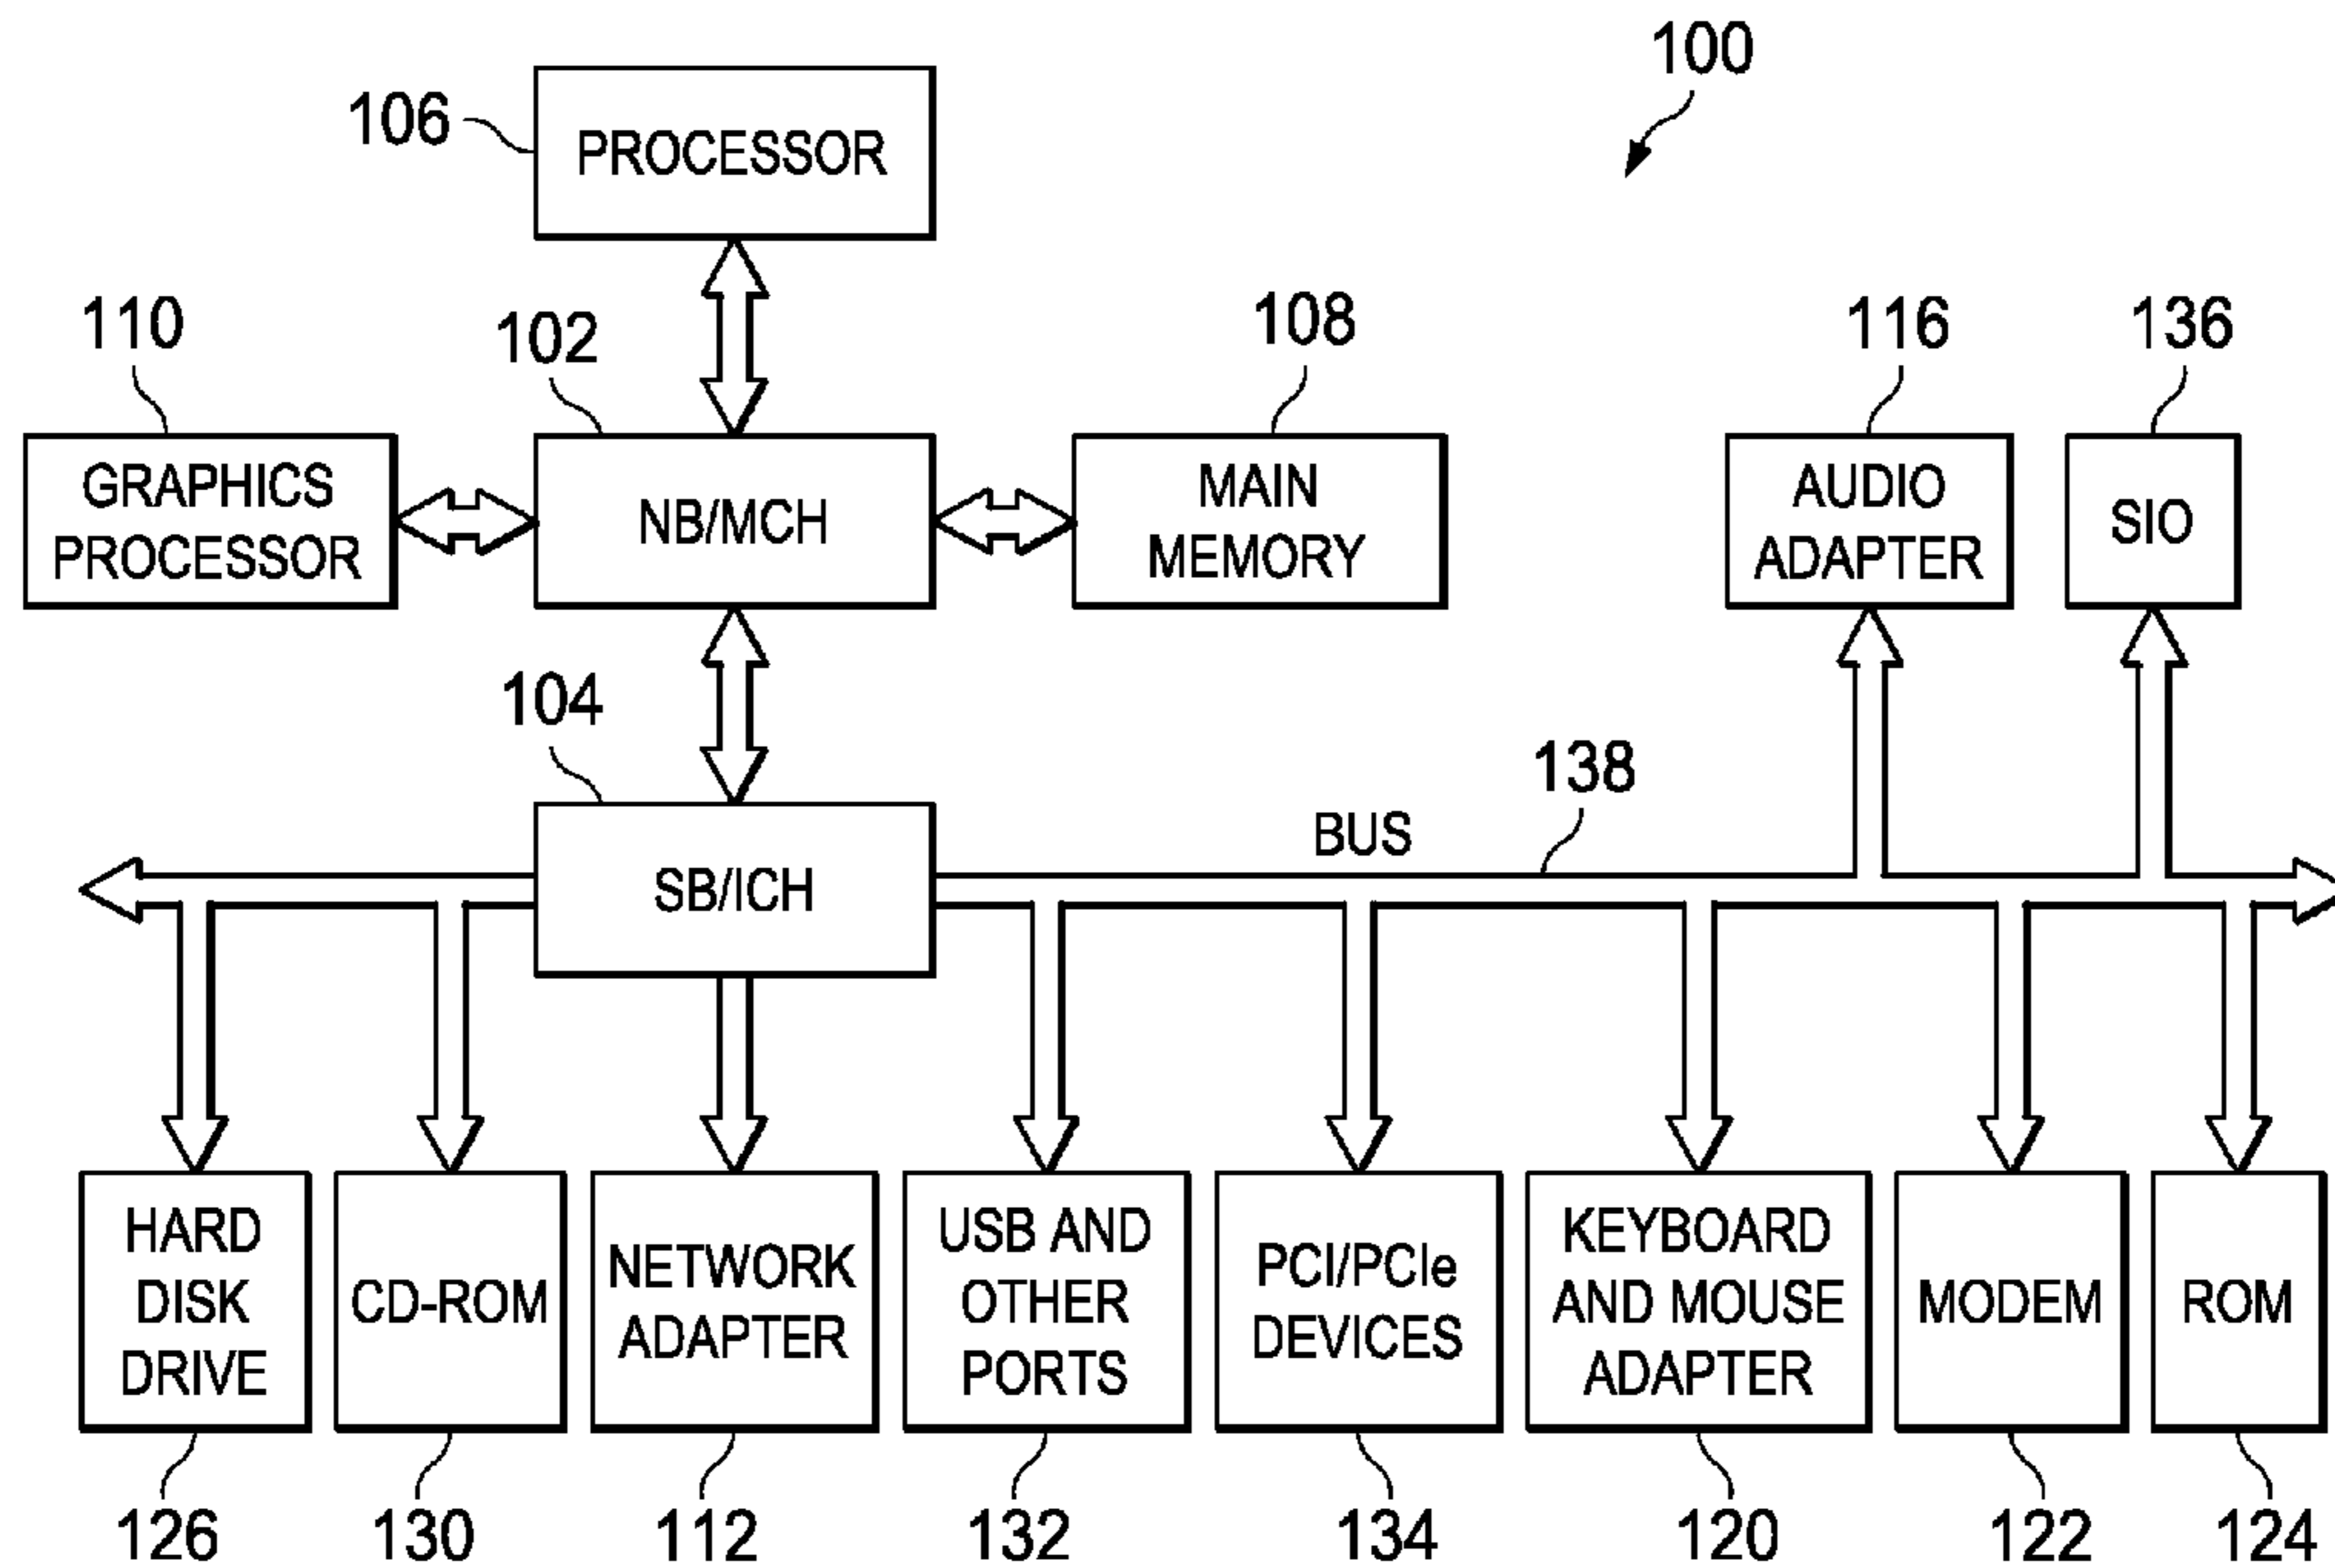 100
106
PROCESSOR
110
102
108
116
136
GRAPHICS
PROCESSOR
NB/MCH
MAIN
MEMORY
AUDIO
ADAPTER
SIO
104
138
BUS
SB/ICH
HARD
DISK
DRIVE
CD-ROM
NETWORK
ADAPTER
USB AND
OTHER
PORTS
PCI/PCIe
DEVICES
KEYBOARD
AND MOUSE
ADAPTER
MODEM
ROM
126
130
112
132
134
120
122
124